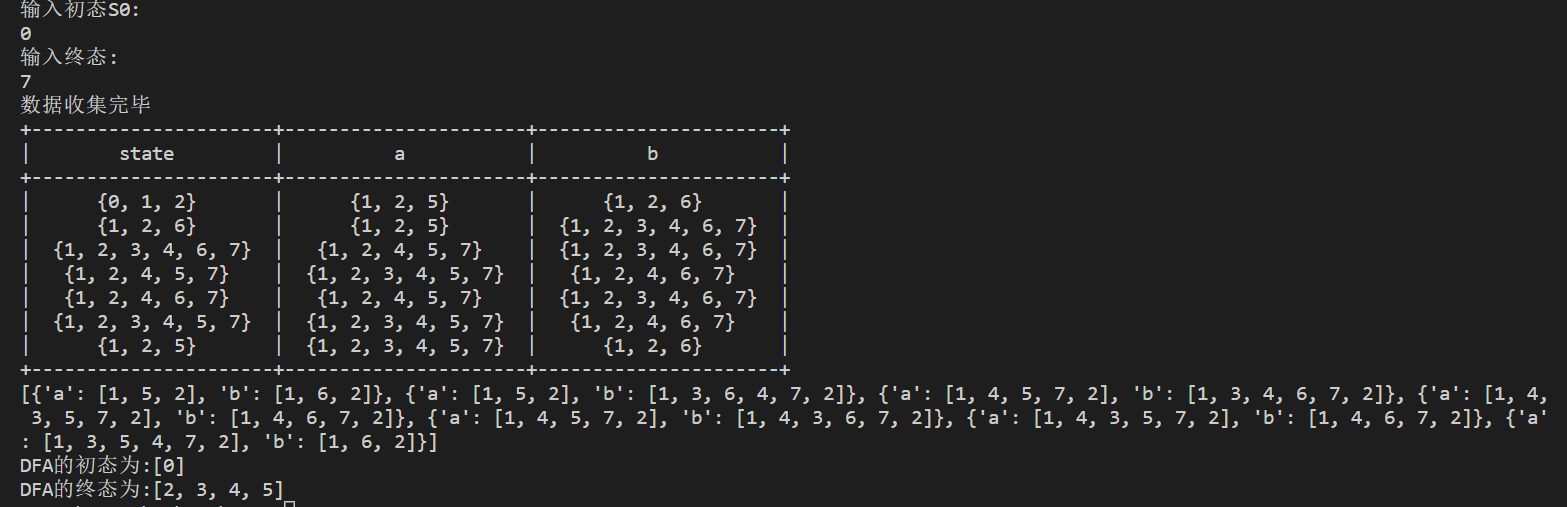 输入初态S0:
0
输入终态:
7
数据收集完毕
+----------------------+----------------------+----------------------+
|        state         |          a           |          b           |
+----------------------+----------------------+----------------------+
|      {0, 1, 2}       |      {1, 2, 5}       |      {1, 2, 6}       |
|      {1, 2, 6}       |      {1, 2, 5}       |  {1, 2, 3, 4, 6, 7}  |
|  {1, 2, 3, 4, 6, 7}  |   {1, 2, 4, 5, 7}    |  {1, 2, 3, 4, 6, 7}  |
|   {1, 2, 4, 5, 7}    |  {1, 2, 3, 4, 5, 7}  |   {1, 2, 4, 6, 7}    |
|   {1, 2, 4, 6, 7}    |   {1, 2, 4, 5, 7}    |  {1, 2, 3, 4, 6, 7}  |
|  {1, 2, 3, 4, 5, 7}  |  {1, 2, 3, 4, 5, 7}  |   {1, 2, 4, 6, 7}    |
|      {1, 2, 5}       |  {1, 2, 3, 4, 5, 7}  |      {1, 2, 6}       |
+----------------------+----------------------+----------------------+
[{'a': [1, 5, 2], 'b': [1, 6, 2]}, {'a': [1, 5, 2], 'b': [1, 3, 6, 4, 7, 2]}, {'a': [1, 4, 5, 7, 2], 'b': [1, 3, 4, 6, 7, 2]}, {'a': [1, 4,
 3, 5, 7, 2], 'b': [1, 4, 6, 7, 2]}, {'a': [1, 4, 5, 7, 2], 'b': [1, 4, 3, 6, 7, 2]}, {'a': [1, 4, 3, 5, 7, 2], 'b': [1, 4, 6, 7, 2]}, {'a'
: [1, 3, 5, 4, 7, 2], 'b': [1, 6, 2]}]
DFA的初态为:[0]
DFA的终态为:[2, 3, 4, 5]